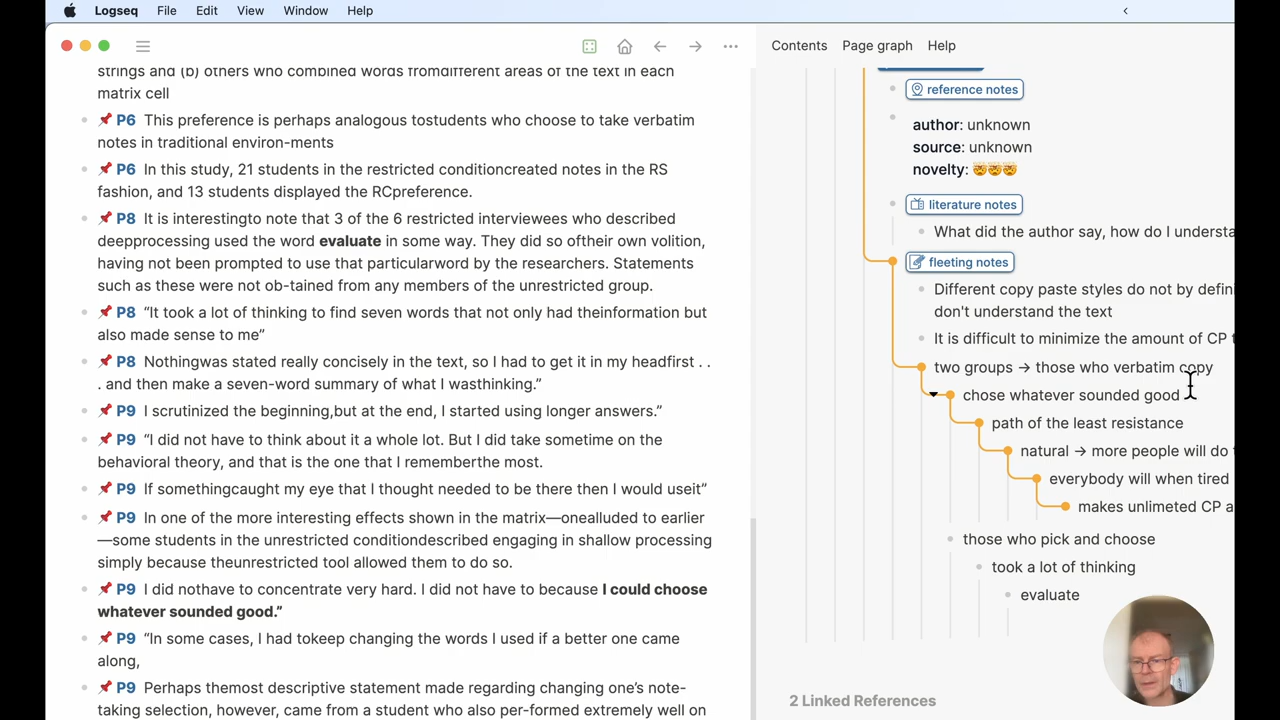 Logseq File Edit View Window Help
Contents Page graph Help
strings and (b) others who combined words fromdifferent areas of the text in each
matrix cell
P6 This preference is perhaps analogous tostudents who choose to take verbatim
notes in traditional environ-ments
P6 In this study, 21 students in the restricted conditioncreated notes in the RS
fashion, and 13 students displayed the RCpreference.
P8 It is interestingto note that 3 of the 6 restricted interviewees who described
deepprocessing used the word evaluate in some way. They did so oftheir own volition,
having not been prompted to use that particularword by the researchers. Statements
such as these were not ob-tained from any members of the unrestricted group.
P8 “It took a lot of thinking to find seven words that not only had theinformation but
also made sense to me”
P8 Nothingwas stated really concisely in the text, so I had to get it in my headfirst . .
. and then make a seven-word summary of what I wasthinking.”
P9 I scrutinized the beginning,but at the end, I started using longer answers.”
P9 “I did not have to think about it a whole lot. But I did take sometime on the
behavioral theory, and that is the one that I rememberthe most.
P9 If somethingcaught my eye that I thought needed to be there then I would useit”
P9 In one of the more interesting effects shown in the matrix—onealluded to earlier
—some students in the unrestricted conditiondescribed engaging in shallow processing
simply because theunrestricted tool allowed them to do so.
P9 I did nothave to concentrate very hard. I did not have to because I could choose
whatever sounded good.”
P9 “In some cases, I had tokeep changing the words I used if a better one came
along,
P9 Perhaps themost descriptive statement made regarding changing one’s note-
taking selection, however, came from a student who also per-formed extremely well on
reference notes
author: unknown
source: unknown
novelty: 🤯🤯🤯
literature notes
What did the author say, how do I understa
fleeting notes
Different copy paste styles do not by defini
don't understand the text
It is difficult to minimize the amount of CP
two groups → those who verbatim copy
chose whatever sounded good
path of the least resistance
natural → more people will do
everybody will when tired
makes unlimeted CP a
those who pick and choose
took a lot of thinking
evaluate
2 Linked References